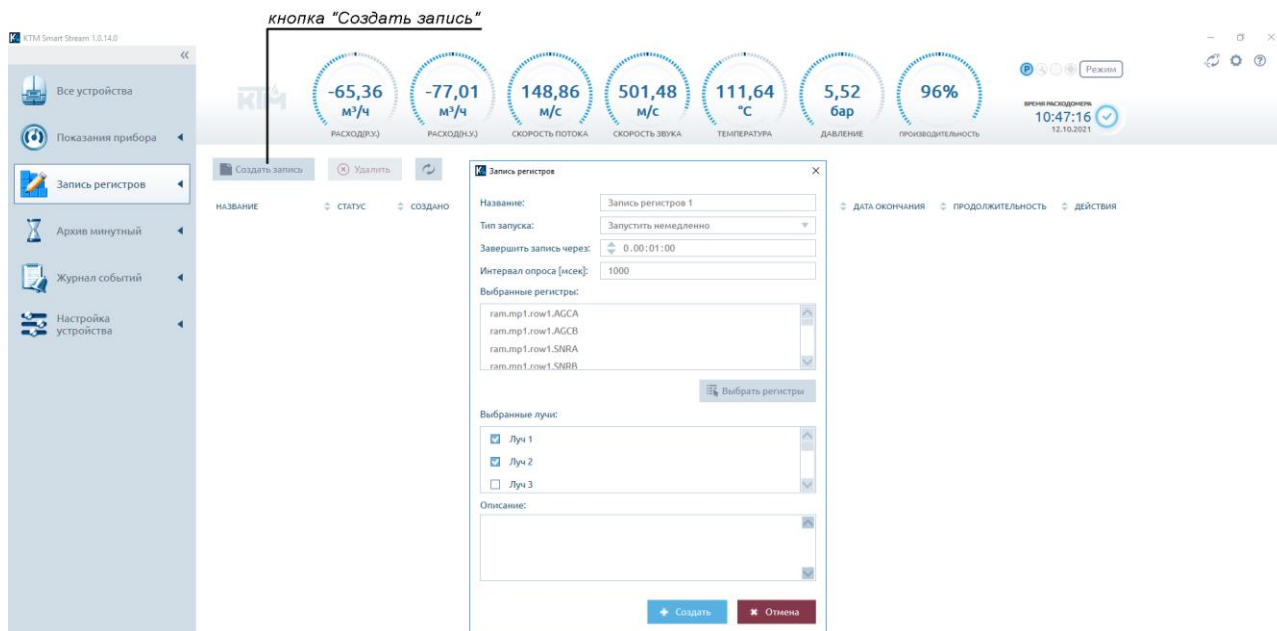 кнопка "Создать запись"
KTM Smart Stream 1.0.14.0
Все устройства
Показания прибора
Запись регистров
Архив минутный
Журнал событий
Настройка
устройства
КТМ
-65,36
м³/ч
РАСХОД(Р.У.)
-77,01
м³/ч
РАСХОД(Н.У.)
148,86
м/с
СКОРОСТЬ ПОТОКА
501,48
м/с
СКОРОСТЬ ЗВУКА
111,64
°C
ТЕМПЕРАТУРА
5,52
бар
ДАВЛЕНИЕ
96%
ПРОИЗВОДИТЕЛЬНОСТЬ
P
Режим
ВРЕМЯ РАСХОДОМЕРА
10:47:16
12.10.2021
Создать запись
Удалить
НАЗВАНИЕ СТАТУС СОЗДАНО ДАТА ОКОНЧАНИЯ ПРОДОЛЖИТЕЛЬНОСТЬ ДЕЙСТВИЯ
Запись регистров
Название: Запись регистров 1
Тип запуска: Запустить немедленно
Завершить запись через: 0.00:01:00
Интервал опроса [мсек]: 1000
Выбранные регистры:
ram.mp1.row1.AGCA
ram.mp1.row1.AGCB
ram.mp1.row1.SNRA
ram.mp1.row1.SNRB
Выбрать регистры
Выбранные лучи:
Луч 1
Луч 2
Луч 3
Описание:
Создать
Отмена